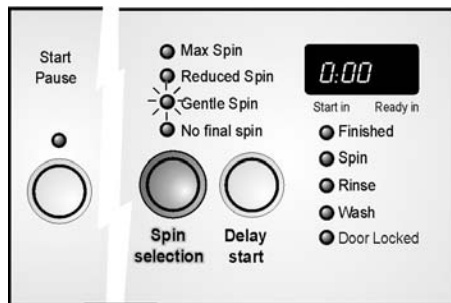 Start
Pause
Max Spin
Reduced Spin
Gentle Spin
No final spin
Spin
selection
Delay
start
0:00
Start in
Ready in
Finished
Spin
Rinse
Wash
Door Locked